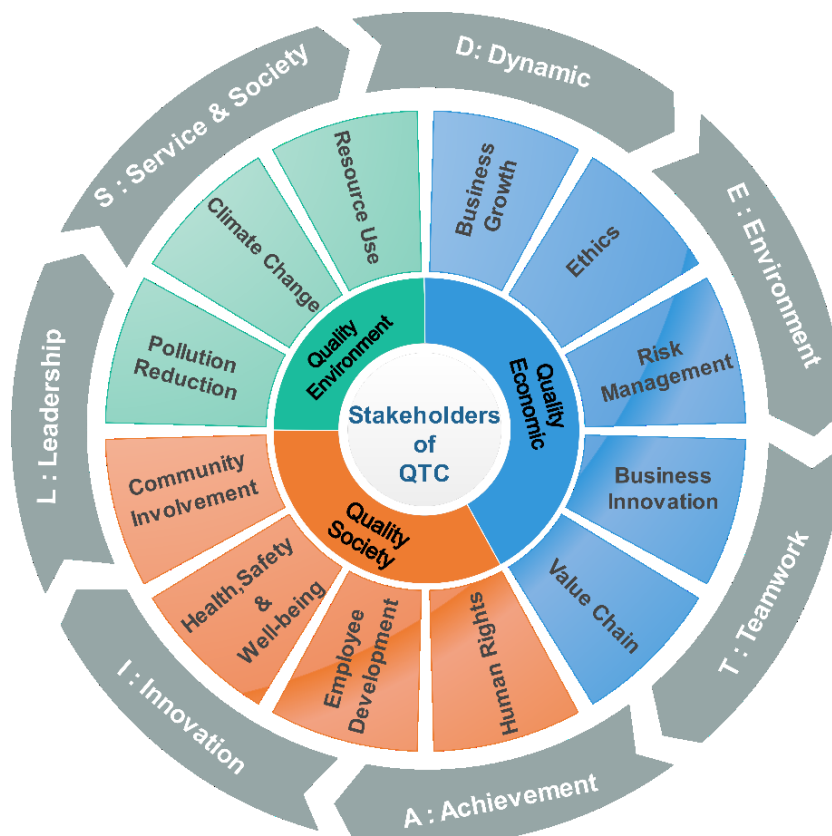 D: Dynamic
E : Environment
T : Teamwork
A : Achievement
I : Innovation
L : Leadership
S : Service & Society
Business
Growth
Ethics
Risk
Management
Business
Innovation
Value Chain
Human Rights
Employee
Development
Health,Safety
&
Well-being
Community
Involvement
Pollution
Reduction
Climate Change
Resource Use
Quality
Economic
Quality
Society
Quality
Environment
Stakeholders
of
QTC